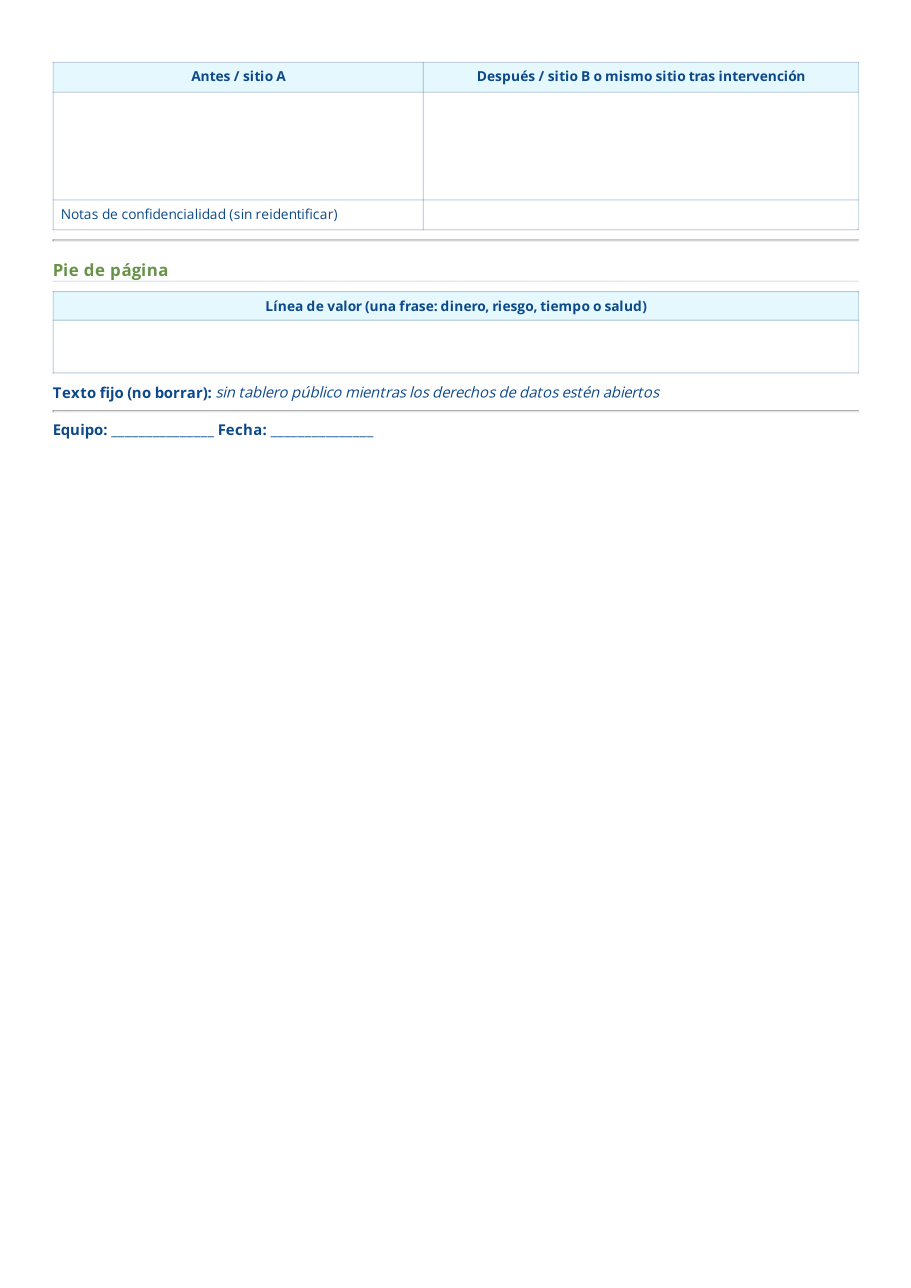 Antes / sitio A
Después / sitio B o mismo sitio tras intervención
Notas de confidencialidad (sin reidentificar)
Pie de página
Línea de valor (una frase: dinero, riesgo, tiempo o salud)
Texto fijo (no borrar): sin tablero público mientras los derechos de datos estén abiertos
Equipo: _______________ Fecha: _______________